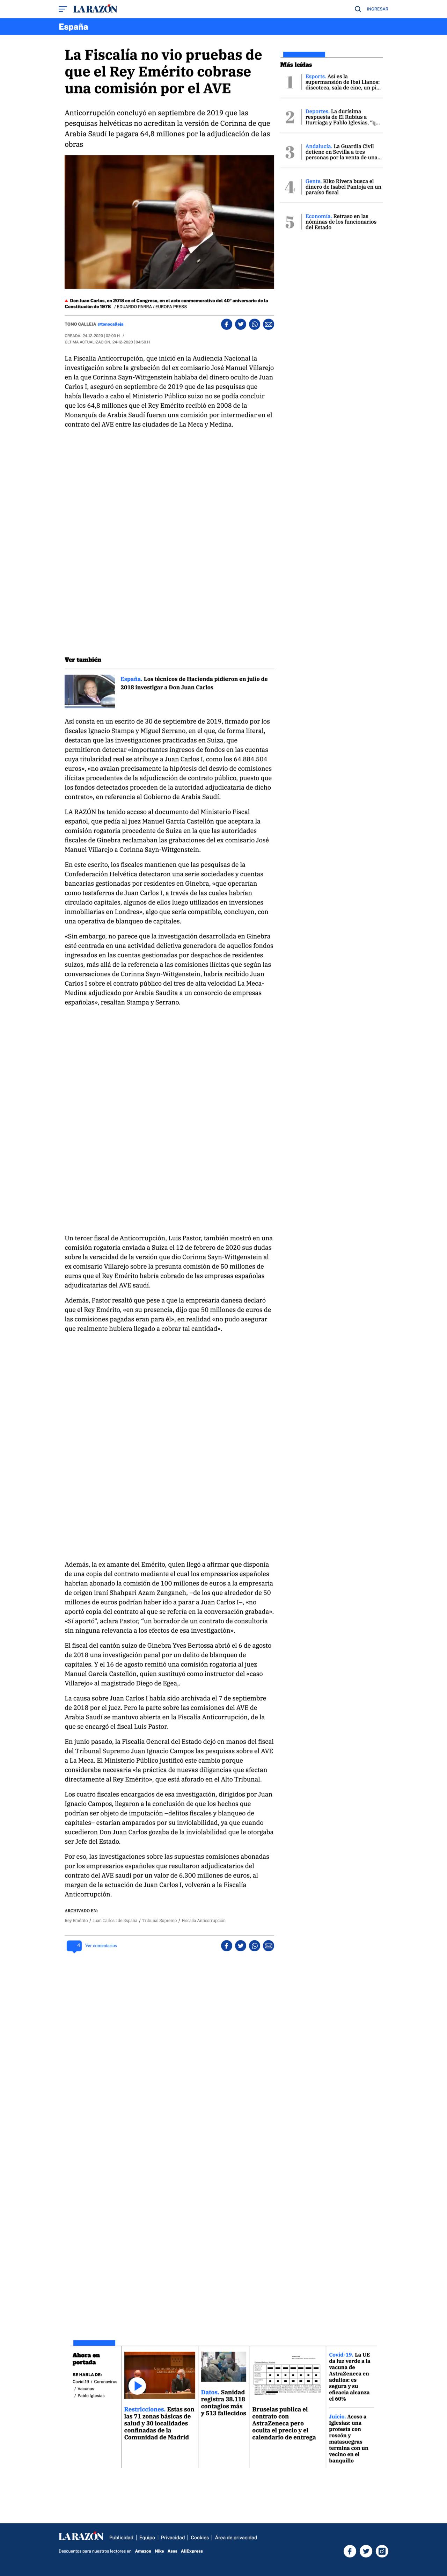 LA RAZÓN
INGRESAR
España
La Fiscalía no vio pruebas de
que el Rey Emérito cobrase
una comisión por el AVE
Anticorrupción concluyó en septiembre de 2019 que las
pesquisas helvéticas no acreditan la versión de Corinna de que
Arabia Saudí le pagara 64,8 millones por la adjudicación de las
obras
Don Juan Carlos, en 2018 en el Congreso, en el acto conmemorativo del 40º aniversario de la
Constitución de 1978 / EDUARDO PARRA / EUROPA PRESS
TONO CALLEJA @tonocalleja
CREADA. 24-12-2020 | 02:00 H /
ÚLTIMA ACTUALIZACIÓN. 24-12-2020 | 04:50 H
La Fiscalía Anticorrupción, que inició en la Audiencia Nacional la
investigación sobre la grabación del ex comisario José Manuel Villarejo
en la que Corinna Sayn-Wittgenstein hablaba del dinero oculto de Juan
Carlos I, aseguró en septiembre de 2019 que de las pesquisas que
había llevado a cabo el Ministerio Público suizo no se podía concluir
que los 64,8 millones que el Rey Emérito recibió en 2008 de la
Monarquía de Arabia Saudí fueran una comisión por intermediar en el
contrato del AVE entre las ciudades de La Meca y Medina.
Ver también
España. Los técnicos de Hacienda pidieron en julio de
2018 investigar a Don Juan Carlos
Así consta en un escrito de 30 de septiembre de 2019, firmado por los
fiscales Ignacio Stampa y Miguel Serrano, en el que, de forma literal,
destacan que las investigaciones practicadas en Suiza, que
permitieron detectar «importantes ingresos de fondos en las cuentas
cuya titularidad real se atribuye a Juan Carlos I, como los 64.884.504
euros», «no avalan precisamente la hipótesis del desvío de comisiones
ilícitas procedentes de la adjudicación de contrato público, puesto que
los fondos detectados proceden de la autoridad adjudicataria de dicho
contrato», en referencia al Gobierno de Arabia Saudí.
LA RAZÓN ha tenido acceso al documento del Ministerio Fiscal
español, que pedía al juez Manuel García Castellón que aceptara la
comisión rogatoria procedente de Suiza en la que las autoridades
fiscales de Ginebra reclamaban las grabaciones del ex comisario José
Manuel Villarejo a Corinna Sayn-Wittgenstein.
En este escrito, los fiscales mantienen que las pesquisas de la
Confederación Helvética detectaron una serie sociedades y cuentas
bancarias gestionadas por residentes en Ginebra, «que operarían
como testaferros de Juan Carlos I, a través de las cuales habrían
circulado capitales, algunos de ellos luego utilizados en inversiones
inmobiliarias en Londres», algo que sería compatible, concluyen, con
una operativa de blanqueo de capitales.
«Sin embargo, no parece que la investigación desarrollada en Ginebra
esté centrada en una actividad delictiva generadora de aquellos fondos
ingresados en las cuentas gestionadas por despachos de residentes
suizos, más allá de la referencia a las comisiones ilícitas que según las
conversaciones de Corinna Sayn-Wittgenstein, habría recibido Juan
Carlos I sobre el contrato público del tres de alta velocidad La Meca-
Medina adjudicado por Arabia Saudita a un consorcio de empresas
españolas», resaltan Stampa y Serrano.
Un tercer fiscal de Anticorrupción, Luis Pastor, también mostró en una
comisión rogatoria enviada a Suiza el 12 de febrero de 2020 sus dudas
sobre la veracidad de la versión que dio Corinna Sayn-Wittgenstein al
ex comisario Villarejo sobre la presunta comisión de 50 millones de
euros que el Rey Emérito habría cobrado de las empresas españolas
adjudicatarias del AVE saudí.
Además, Pastor resaltó que pese a que la empresaria danesa declaró
que el Rey Emérito, «en su presencia, dijo que 50 millones de euros de
las comisiones pagadas eran para él», en realidad «no pudo asegurar
que realmente hubiera llegado a cobrar tal cantidad».
Además, la ex amante del Emérito, quien llegó a afirmar que disponía
de una copia del contrato mediante el cual los empresarios españoles
habrían abonado la comisión de 100 millones de euros a la empresaria
de origen iraní Shahpari Azam Zanganeh, –de los que alrededor de 50
millones de euros podrían haber ido a parar a Juan Carlos I–, «no
aportó copia del contrato al que se refería en la conversación grabada».
«Sí aportó”, aclara Pastor, “un borrador de un contrato de consultoría
sin ninguna relevancia a los efectos de esa investigación».
El fiscal del cantón suizo de Ginebra Yves Bertossa abrió el 6 de agosto
de 2018 una investigación penal por un delito de blanqueo de
capitales. Y el 16 de agosto remitió una comisión rogatoria al juez
Manuel García Castellón, quien sustituyó como instructor del «caso
Villarejo» al magistrado Diego de Egea,.
La causa sobre Juan Carlos I había sido archivada el 7 de septiembre
de 2018 por el juez. Pero la parte sobre las comisiones del AVE de
Arabia Saudí se mantuvo abierta en la Fiscalía Anticorrupción, de la
que se encargó el fiscal Luis Pastor.
En junio pasado, la Fiscalía General del Estado dejó en manos del fiscal
del Tribunal Supremo Juan Ignacio Campos las pesquisas sobre el AVE
a La Meca. El Ministerio Público justificó este cambio porque
consideraba necesaria «la práctica de nuevas diligencias que afectan
directamente al Rey Emérito», que está aforado en el Alto Tribunal.
Los cuatro fiscales encargados de esa investigación, dirigidos por Juan
Ignacio Campos, llegaron a la conclusión de que los hechos que
podrían ser objeto de imputación –delitos fiscales y blanqueo de
capitales– estarían amparados por su inviolabilidad, ya que cuando
sucedieron Don Juan Carlos gozaba de la inviolabilidad que le otorgaba
ser Jefe del Estado.
Por eso, las investigaciones sobre las supuestas comisiones abonadas
por los empresarios españoles que resultaron adjudicatarios del
contrato del AVE saudí por un valor de 6.300 millones de euros, al
margen de la actuación de Juan Carlos I, volverán a la Fiscalía
Anticorrupción.
ARCHIVADO EN:
Rey Emérito / Juan Carlos I de España / Tribunal Supremo / Fiscalía Anticorrupción
4 Ver comentarios
Más leídas
1 Esports. Así es la
supermansión de Ibai Llanos:
discoteca, sala de cine, un pi...
2 Deportes. La durísima
respuesta de El Rubius a
Iturriaga y Pablo Iglesias, “q...
3 Andalucía. La Guardia Civil
detiene en Sevilla a tres
personas por la venta de una...
4 Gente. Kiko Rivera busca el
dinero de Isabel Pantoja en un
paraíso fiscal
5 Economía. Retraso en las
nóminas de los funcionarios
del Estado
Ahora en
portada
SE HABLA DE:
Covid-19 / Coronavirus
/ Vacunas
/ Pablo Iglesias
Restricciones. Estas son
las 71 zonas básicas de
salud y 30 localidades
confinadas de la
Comunidad de Madrid
Datos. Sanidad
registra 38.118
contagios más
y 513 fallecidos
Bruselas publica el
contrato con
AstraZeneca pero
oculta el precio y el
calendario de entrega
Covid-19. La UE
da luz verde a la
vacuna de
AstraZeneca en
adultos: es
segura y su
eficacia alcanza
el 60%
Juicio. Acoso a
Iglesias: una
protesta con
roscón y
matasuegras
termina con un
vecino en el
banquillo
LA RAZÓN
Publicidad | Equipo | Privacidad | Cookies | Área de privacidad
Descuentos para nuestros lectores en Amazon Nike Asos AliExpress